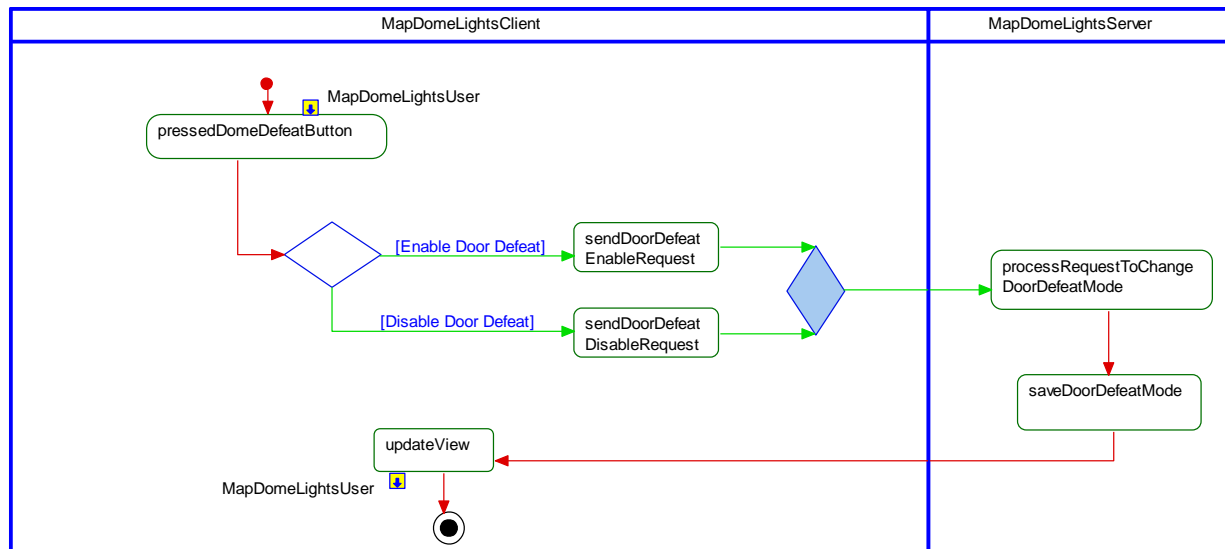 MapDomeLightsClient
MapDomeLightsServer
MapDomeLightsUser
pressedDomeDefeatButton
[Enable Door Defeat]
sendDoorDefeat
EnableRequest
processRequestToChange
DoorDefeatMode
[Disable Door Defeat]
sendDoorDefeat
DisableRequest
saveDoorDefeatMode
updateView
MapDomeLightsUser